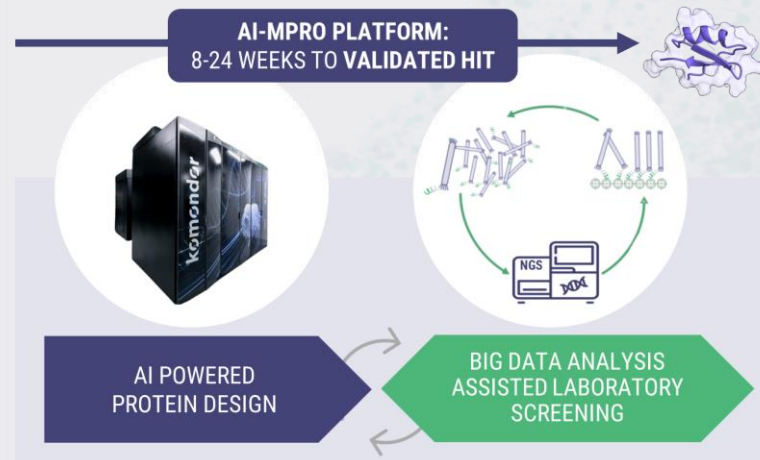 AI-MPRO PLATFORM:
8-24 WEEKS TO VALIDATED HIT
komondor
NGS
AI POWERED
PROTEIN DESIGN
BIG DATA ANALYSIS
ASSISTED LABORATORY
SCREENING